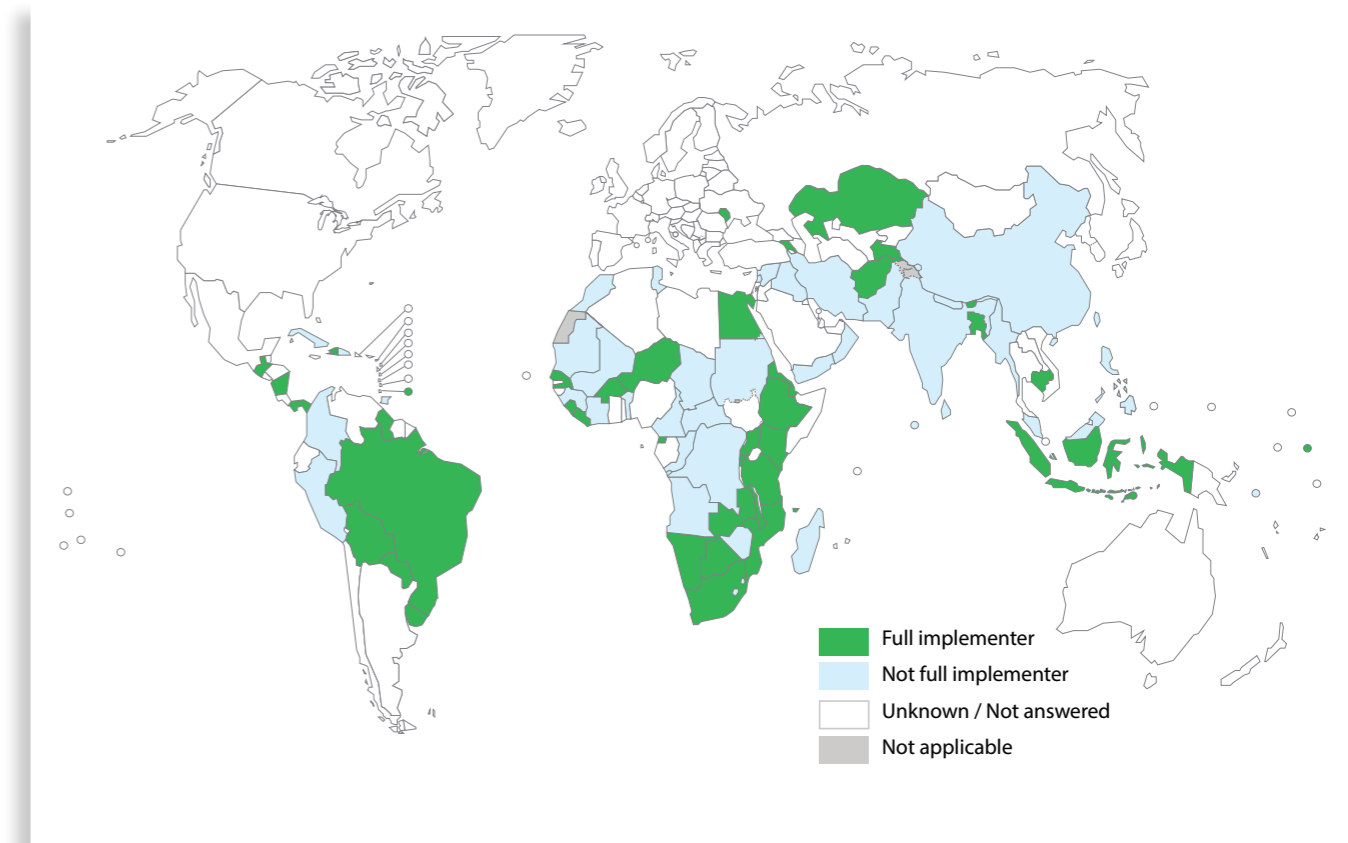 Full implementer
Not full implementer
Unknown / Not answered
Not applicable